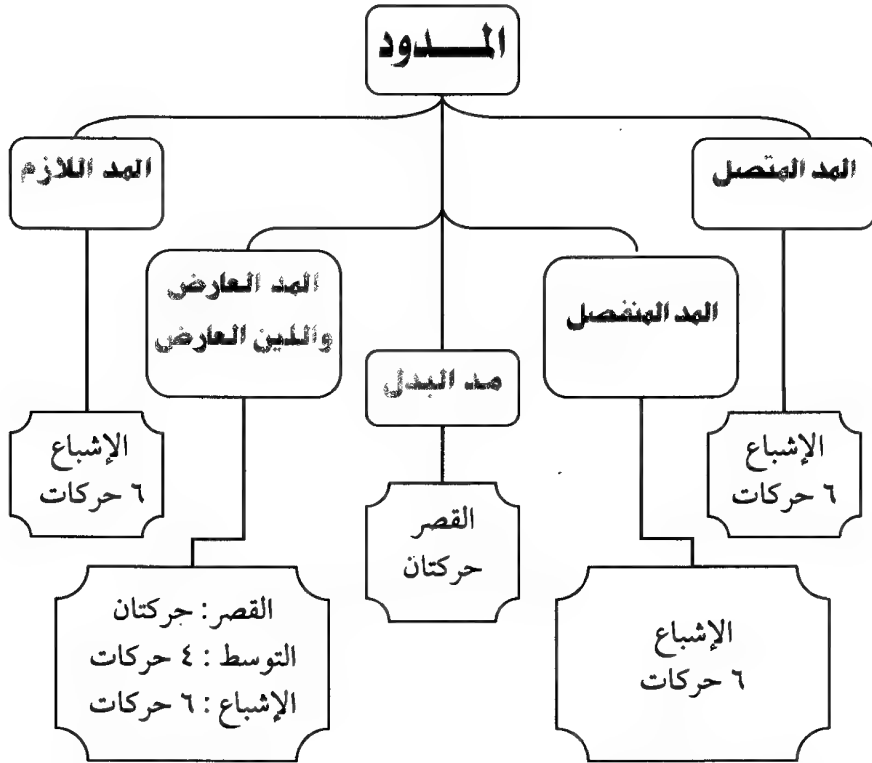 المـــدود
المد المتصل
المد اللازم
المد المنفصل
المد العارض
واللين العارض
مد البدل
الإشباع
٦ حركات
الإشباع
٦ حركات
القصر
حركتان
الإشباع
٦ حركات
القصر : حركتان
التوسط : ٤ حركات
الإشباع : ٦ حركات